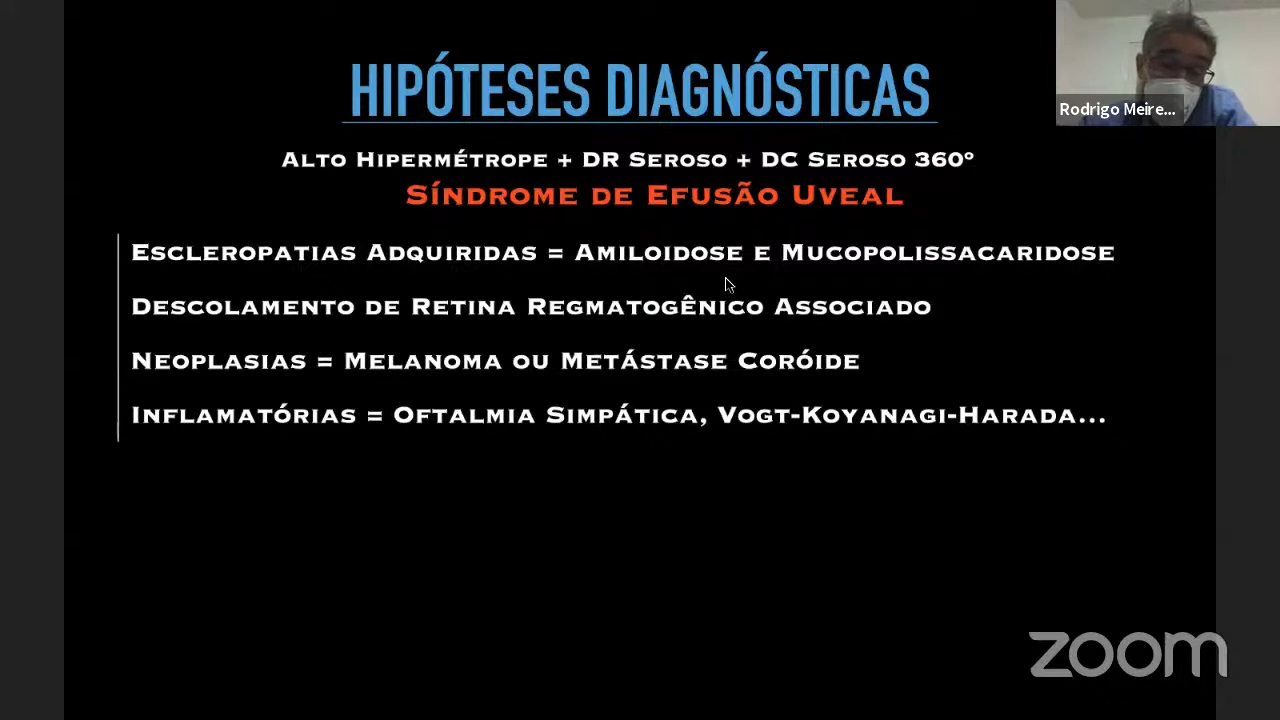 HIPÓTESES DIAGNÓSTICAS
Rodrigo Meire...
ALTO HIPERMÉTROPE + DR SEROSO + DC SEROSO 360º
SÍNDROME DE EFUSÃO UVEAL
ESCLEROPATIAS ADQUIRIDAS = AMILOIDOSE E MUCOPOLISSACARIDOSE
DESCOLAMENTO DE RETINA REGMATOGÊNICO ASSOCIADO
NEOPLASIAS = MELANOMA OU METÁSTASE CORÓIDE
INFLAMATÓRIAS = OFTALMIA SIMPÁTICA, VOGT-KOYANAGI-HARADA...
zoom